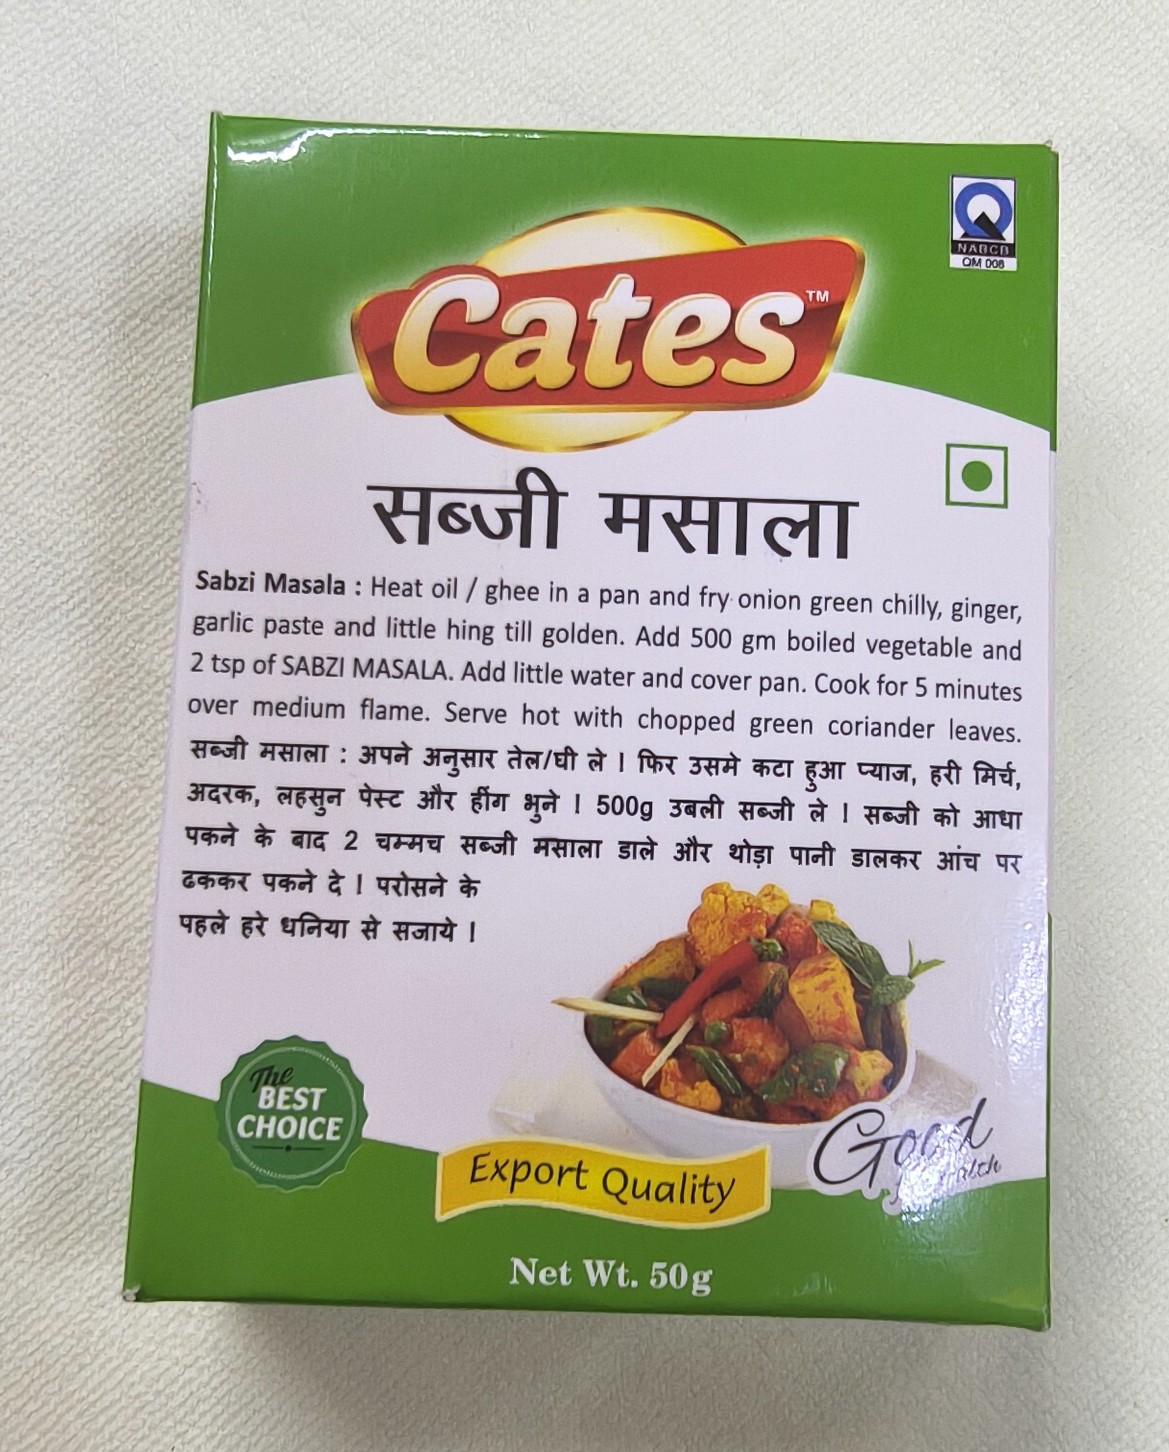 Cates™
NABCB
QM 006
सब्जी मसाला
Sabzi Masala : Heat oil / ghee in a pan and fry onion green chilly, ginger,
garlic paste and little hing till golden. Add 500 gm boiled vegetable and
2 tsp of SABZI MASALA. Add little water and cover pan. Cook for 5 minutes
over medium flame. Serve hot with chopped green coriander leaves.
सब्जी मसाला : अपने अनुसार तेल/घी ले । फिर उसमे कटा हुआ प्याज, हरी मिर्च,
अदरक, लहसुन पेस्ट और हींग भुने । 500g उबली सब्जी ले । सब्जी को आधा
पकने के बाद 2 चम्मच सब्जी मसाला डाले और थोड़ा पानी डालकर आंच पर
ढककर पकने दे । परोसने के
पहले हरे धनिया से सजाये ।
The
BEST
CHOICE
Good
Export Quality
Net Wt. 50g